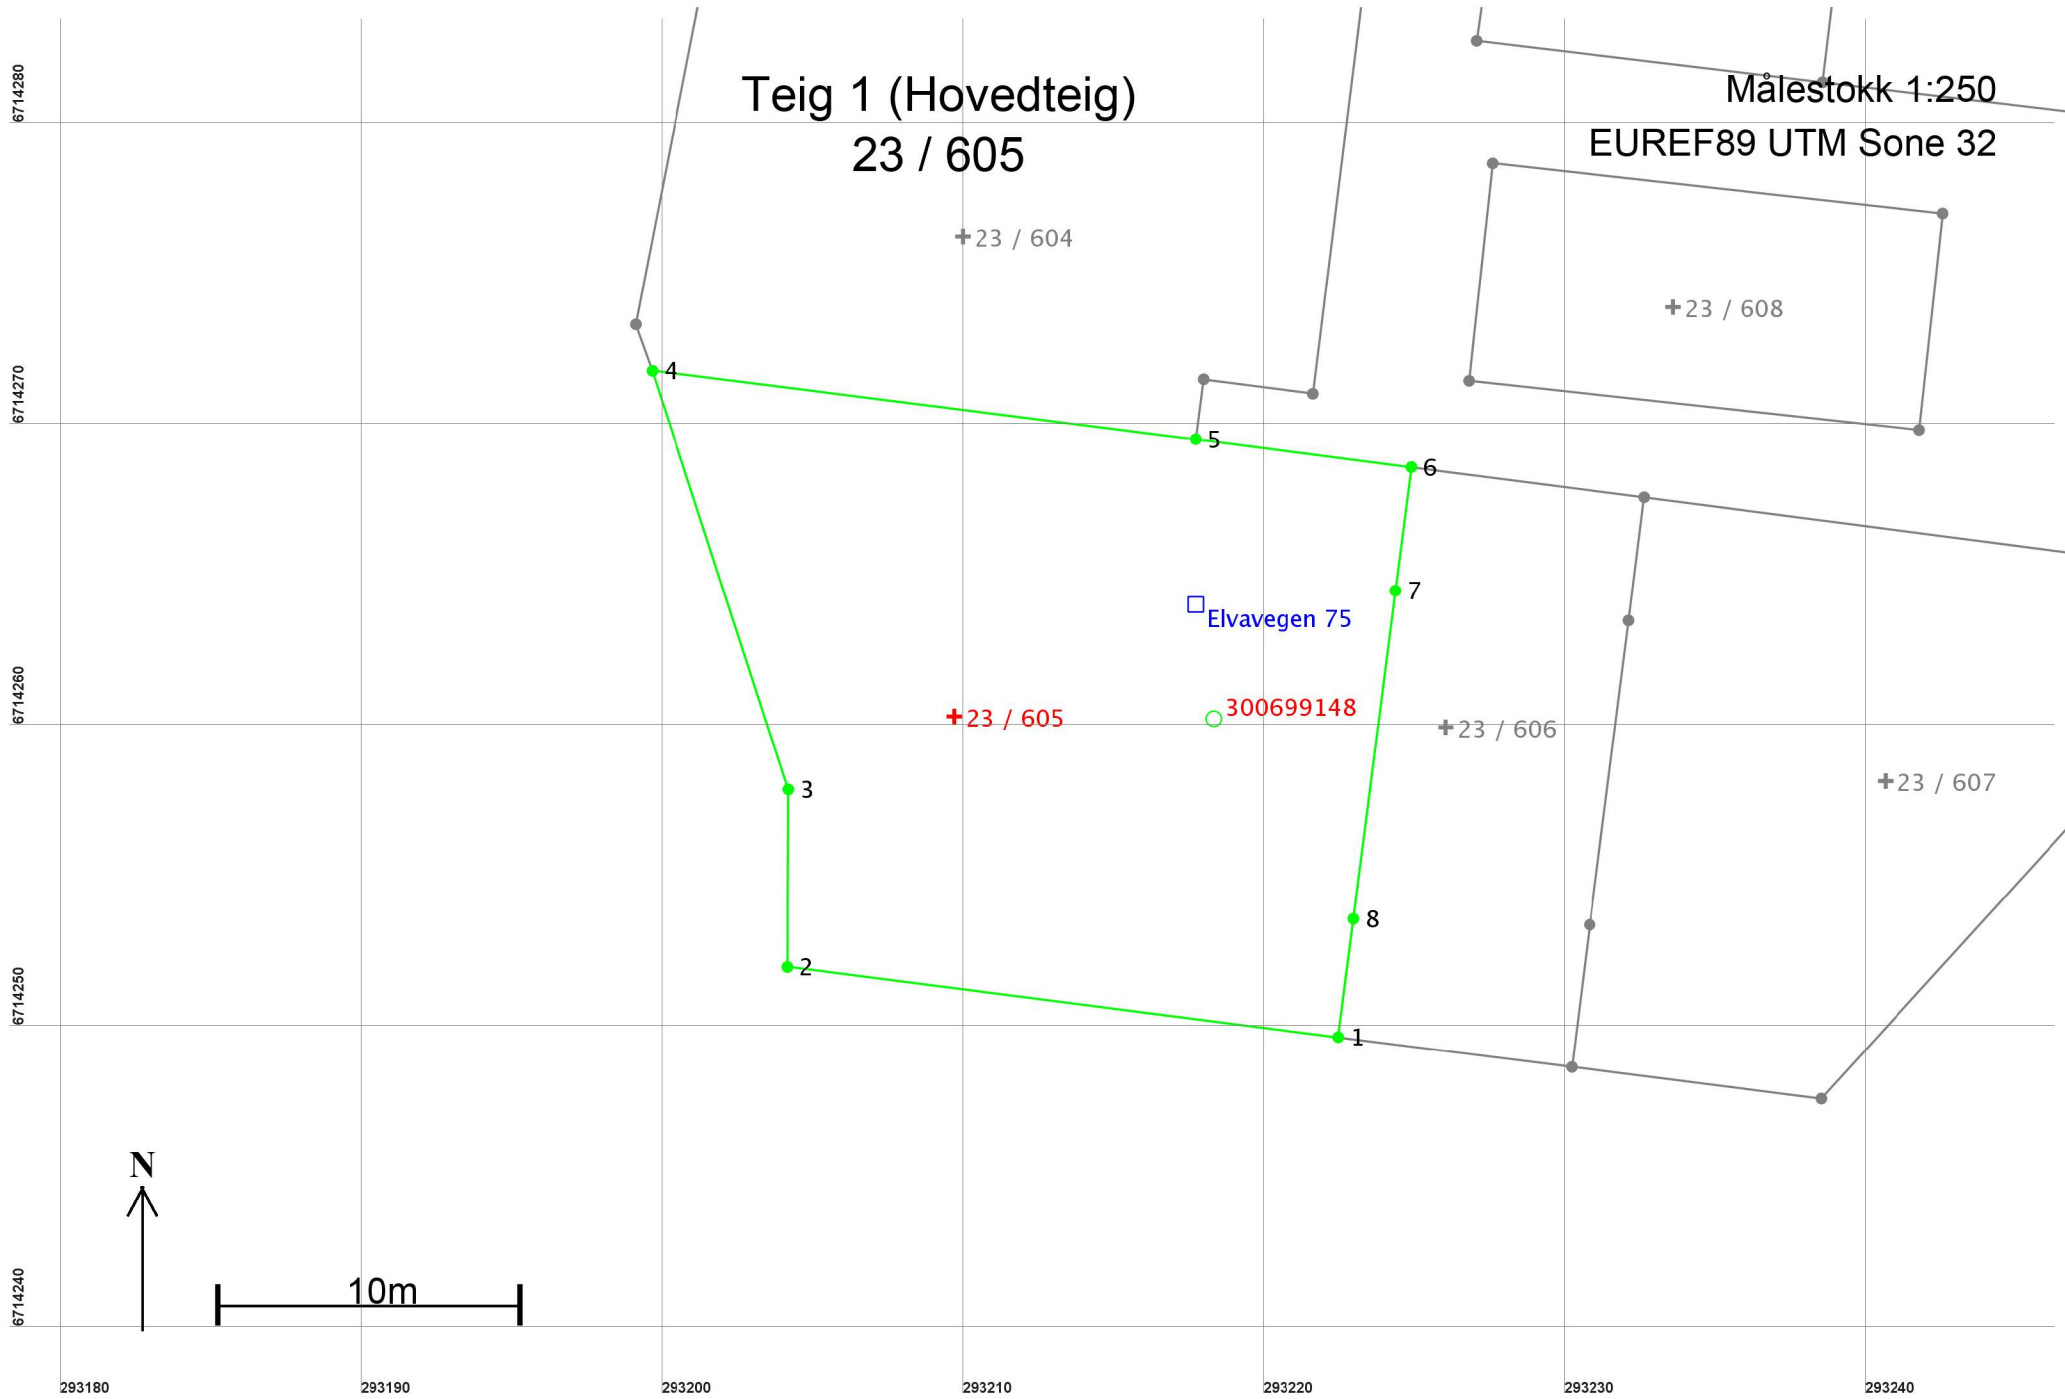 6714280
Teig 1 (Hovedteig)
23 / 605
Målestokk 1:250
EUREF89 UTM Sone 32
23 / 604
23 / 608
6714270
4
5
6
7
Elvavegen 75
6714260
23 / 605
300699148
23 / 606
3
23 / 607
8
6714250
2
1
N
6714240
10m
293180
293190
293200
293210
293220
293230
293240